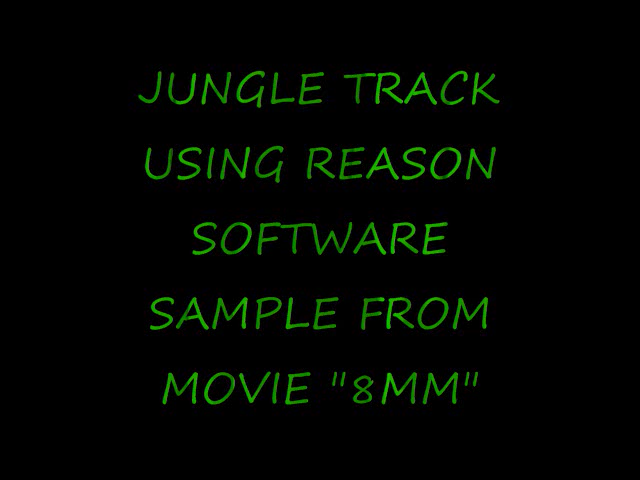 JUNGLE TRACK
USING REASON
SOFTWARE
SAMPLE FROM
MOVIE "8MM"